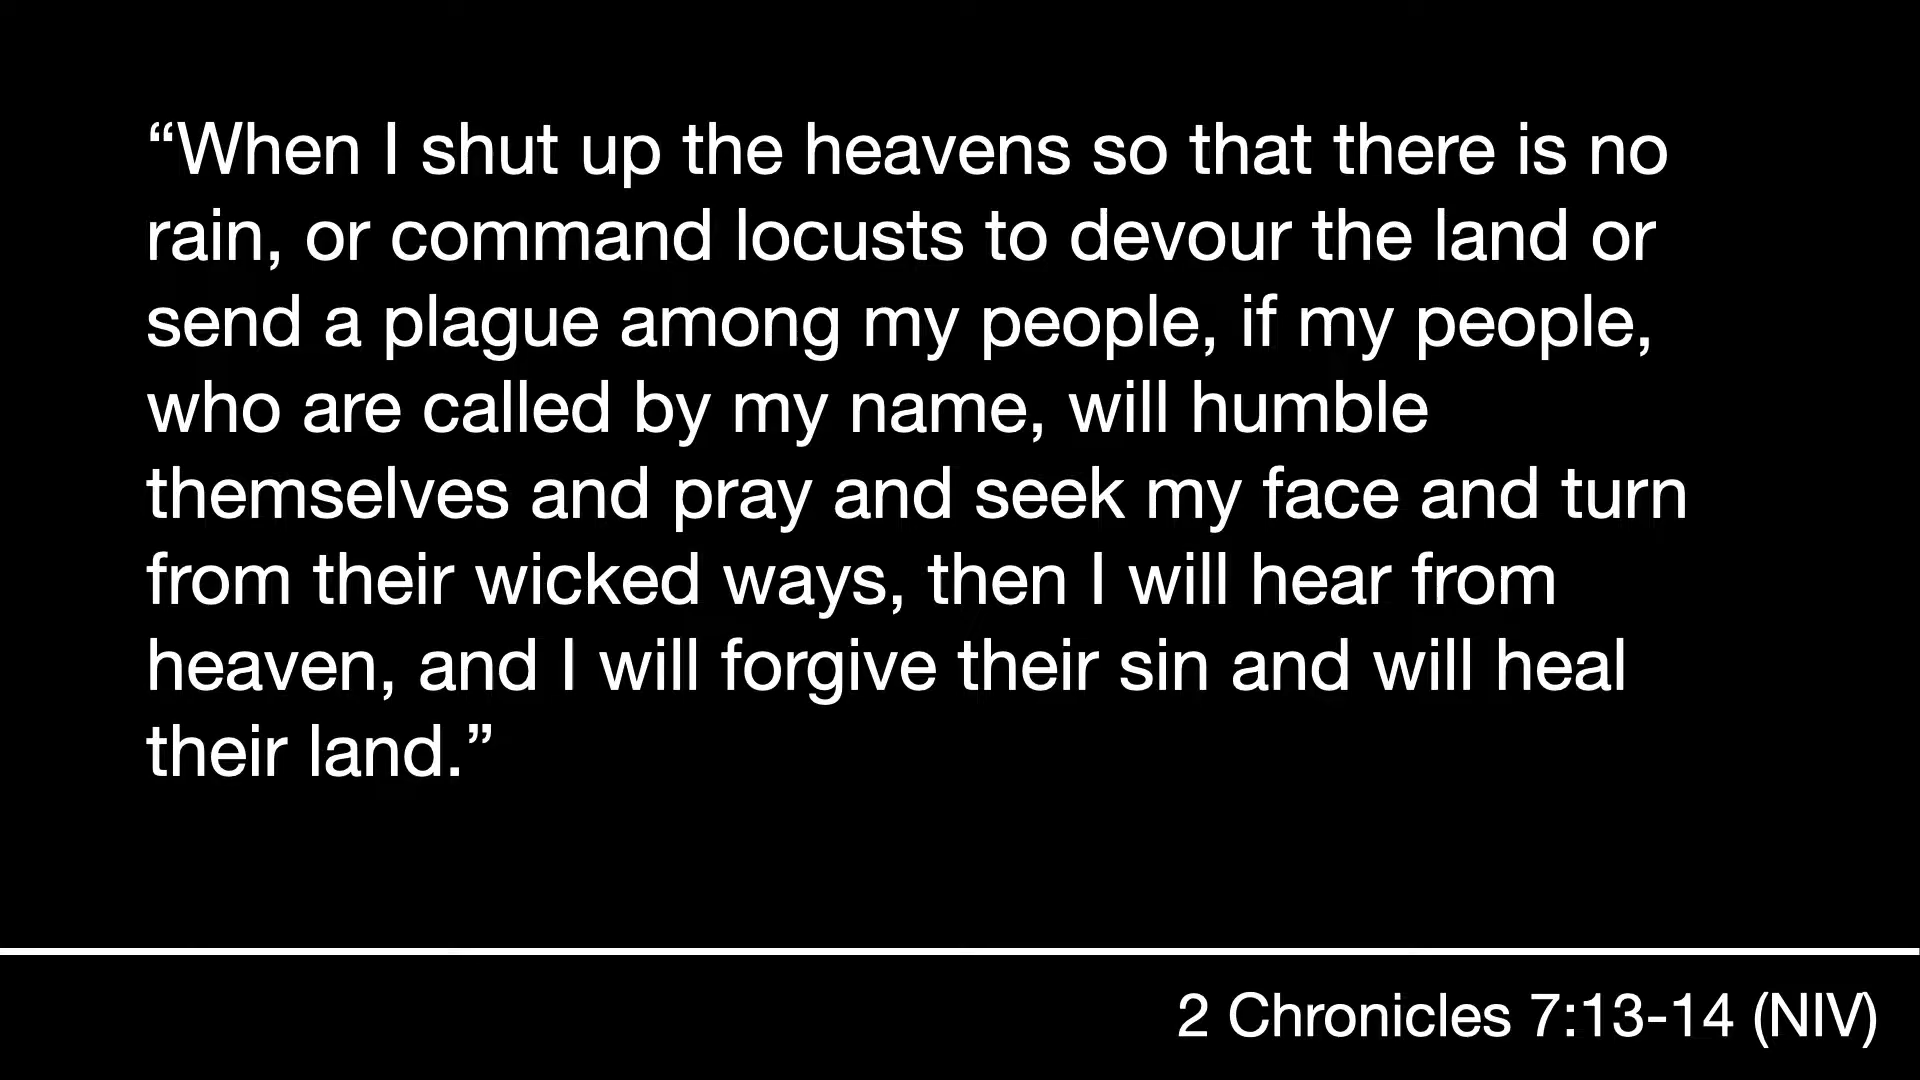 “When I shut up the heavens so that there is no
rain, or command locusts to devour the land or
send a plague among my people, if my people,
who are called by my name, will humble
themselves and pray and seek my face and turn
from their wicked ways, then I will hear from
heaven, and I will forgive their sin and will heal
their land.”
2 Chronicles 7:13-14 (NIV)